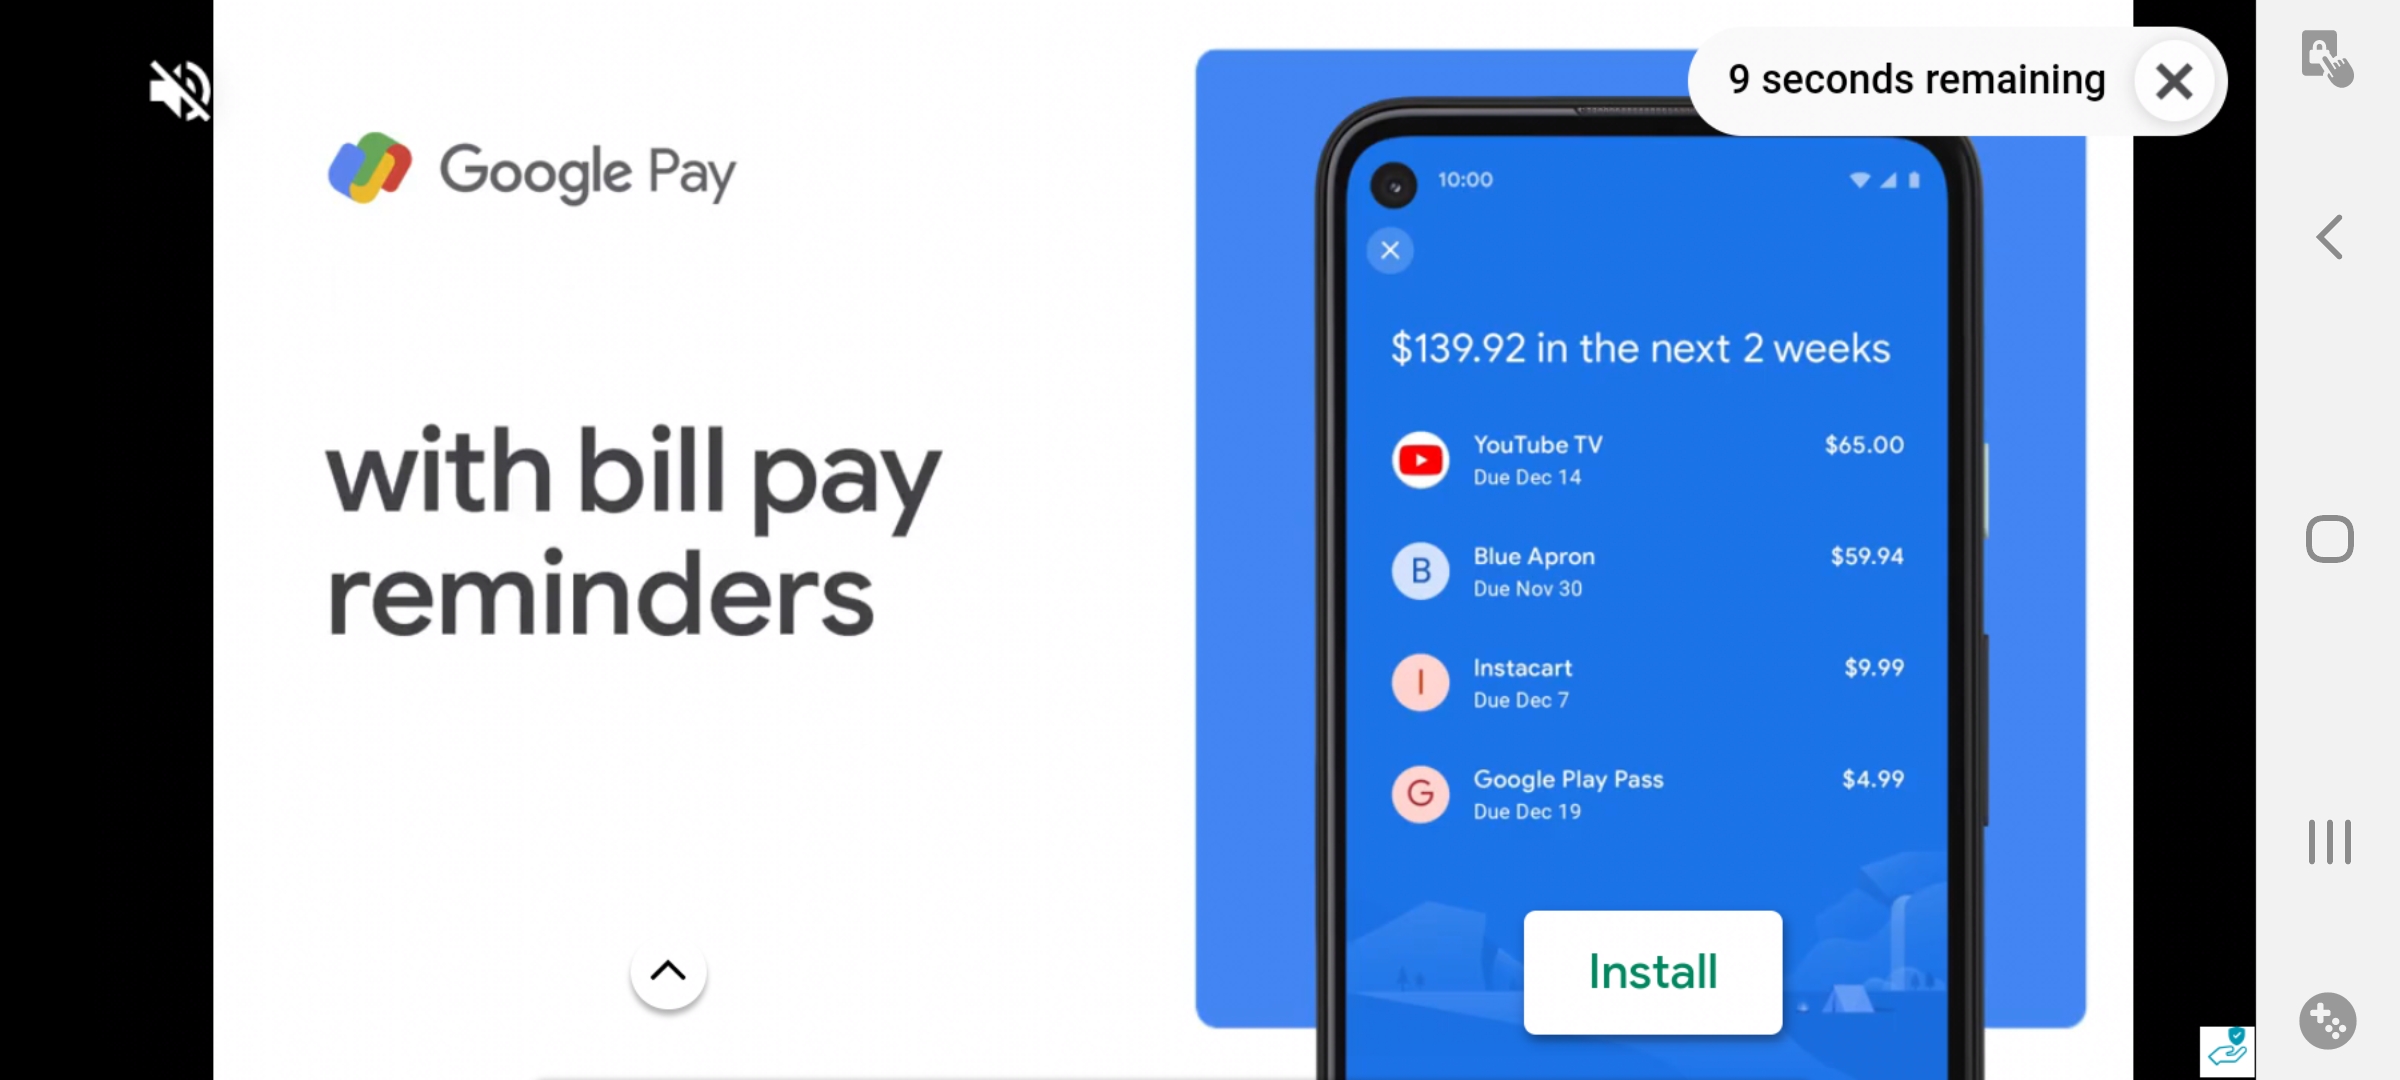 9 seconds remaining
Google Pay
with bill pay
reminders
10:00
$139.92 in the next 2 weeks
YouTube TV $65.00
Due Dec 14
B Blue Apron $59.94
Due Nov 30
I Instacart $9.99
Due Dec 7
G Google Play Pass $4.99
Due Dec 19
Install